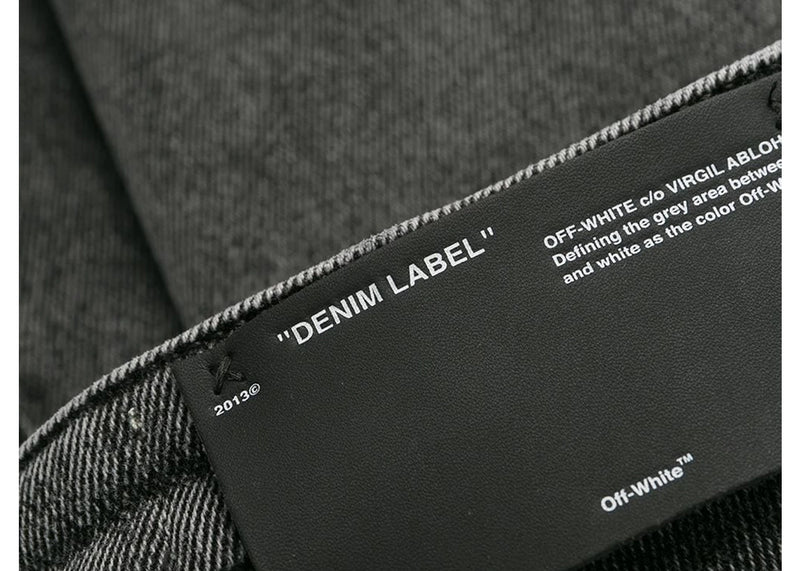 "DENIM LABEL"
OFF-WHITE c/o VIRGIL ABLOH
Defining the grey area between
and white as the color Off-W
2013©
Off-White™